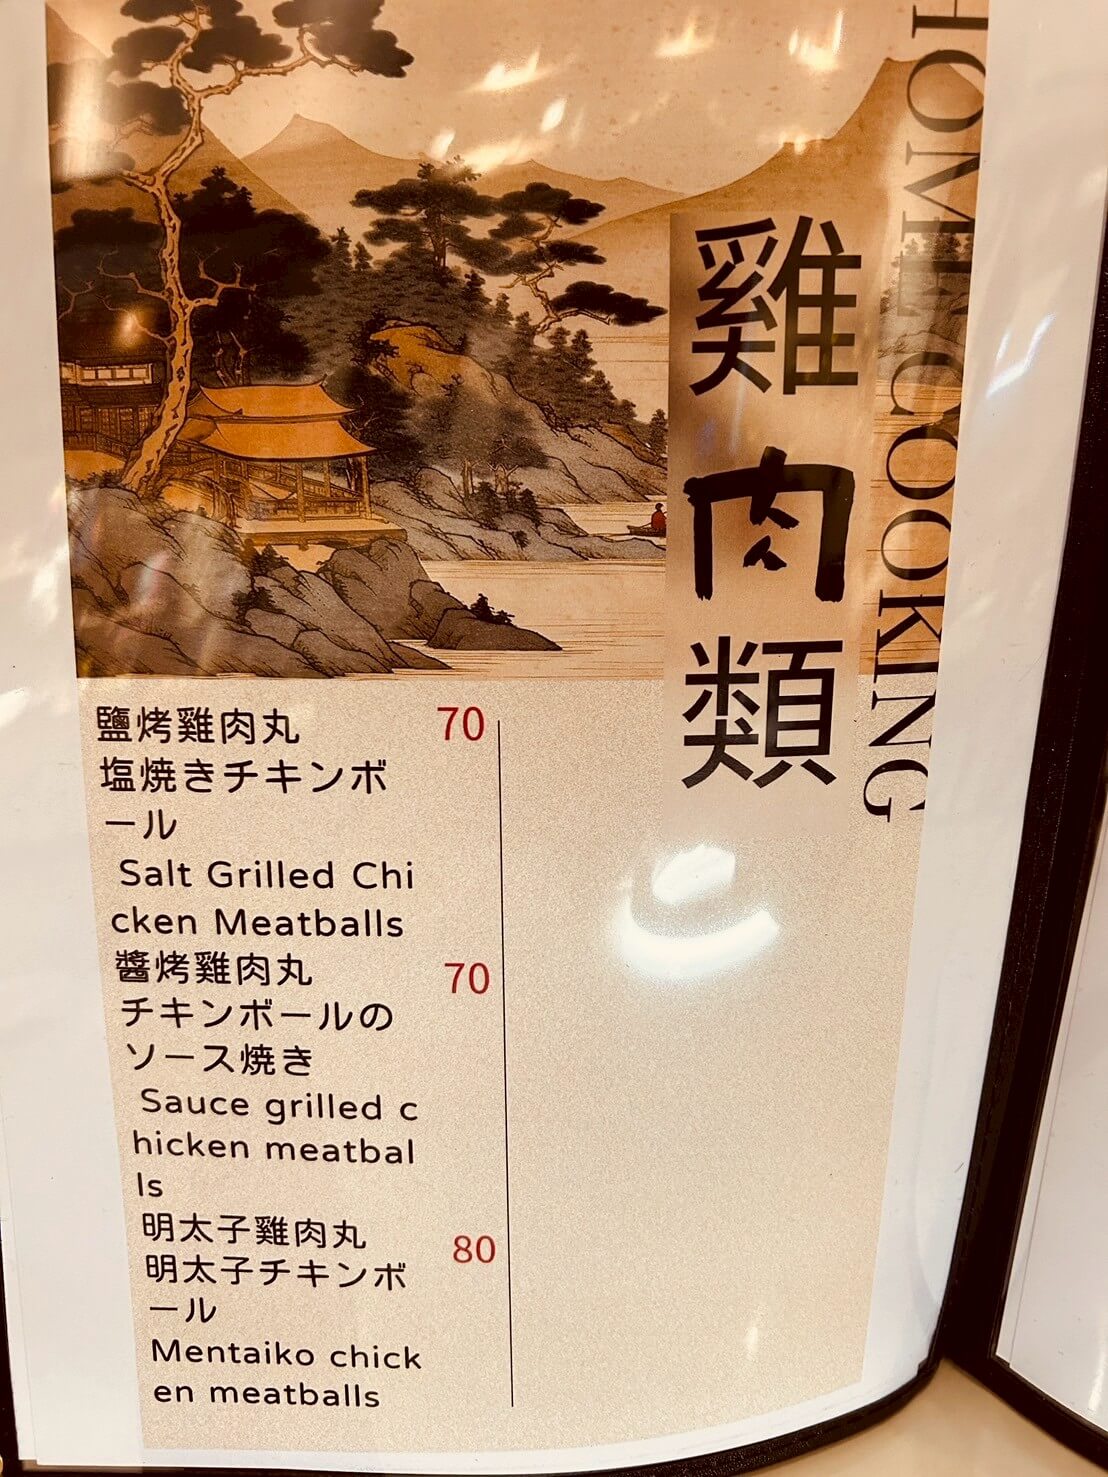 HOME COOKING
雞肉類
鹽烤雞肉丸 70
塩焼きチキンボ
ール
Salt Grilled Chi
cken Meatballs
醬烤雞肉丸 70
チキンボールの
ソース焼き
Sauce grilled c
hicken meatbal
ls
明太子雞肉丸 80
明太子チキンボ
ール
Mentaiko chick
en meatballs